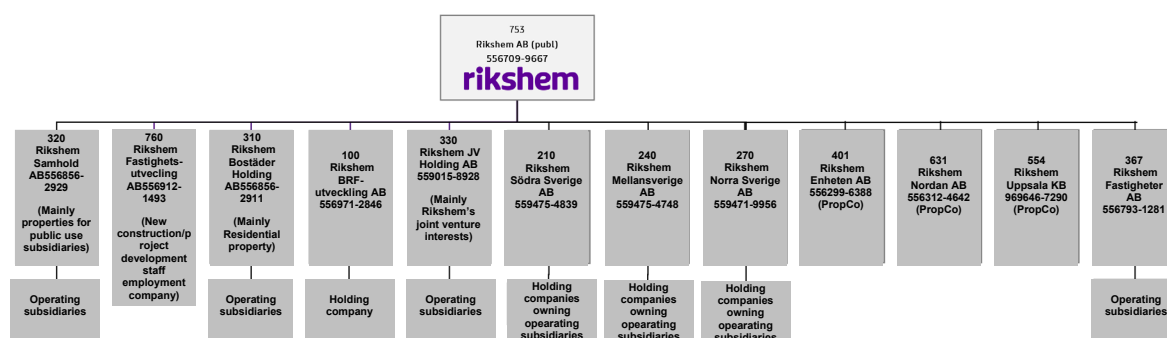 753
Rikshem AB (publ)
556709-9667
rikshem
320
Rikshem
Samhold
AB556856-
2929
(Mainly
properties for
public use
subsidiaries)
760
Rikshem
Fastighets-
utvecling
AB556912-
1493
(New
construction/p
roject
development
staff
employment
company)
310
Rikshem
Bostäder
Holding
AB556856-
2911
(Mainly
Residential
property)
100
Rikshem
BRF-
utveckling AB
556971-2846
330
Rikshem JV
Holding AB
559015-8928
(Mainly
Rikshem's
joint venture
interests)
210
Rikshem
Södra Sverige
AB
559475-4839
240
Rikshem
Mellansverige
AB
559475-4748
270
Rikshem
Norra Sverige
AB
559471-9956
401
Rikshem
Enheten AB
556299-6388
(PropCo)
631
Rikshem
Nordan AB
556312-4642
(PropCo)
554
Rikshem
Uppsala KB
969646-7290
(PropCo)
367
Rikshem
Fastigheter
AB
556793-1281
Operating
subsidiaries
Operating
subsidiaries
Holding
company
Operating
subsidiaries
Holding
companies
owning
opearating
subsidiaries
Holding
companies
owning
opearating
subsidiaries
Holding
companies
owning
opearating
subsidiaries
Operating
subsidiaries